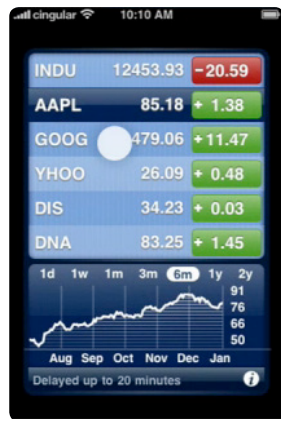 cingular 10:10 AM
INDU 12453.93 -20.59
AAPL 85.18 + 1.38
GOOG 479.06 +11.47
YHOO 26.09 + 0.48
DIS 34.23 + 0.03
DNA 83.25 + 1.45
1d 1w 1m 3m 6m 1y 2y
91
76
66
50
Aug Sep Oct Nov Dec Jan
Delayed up to 20 minutes i